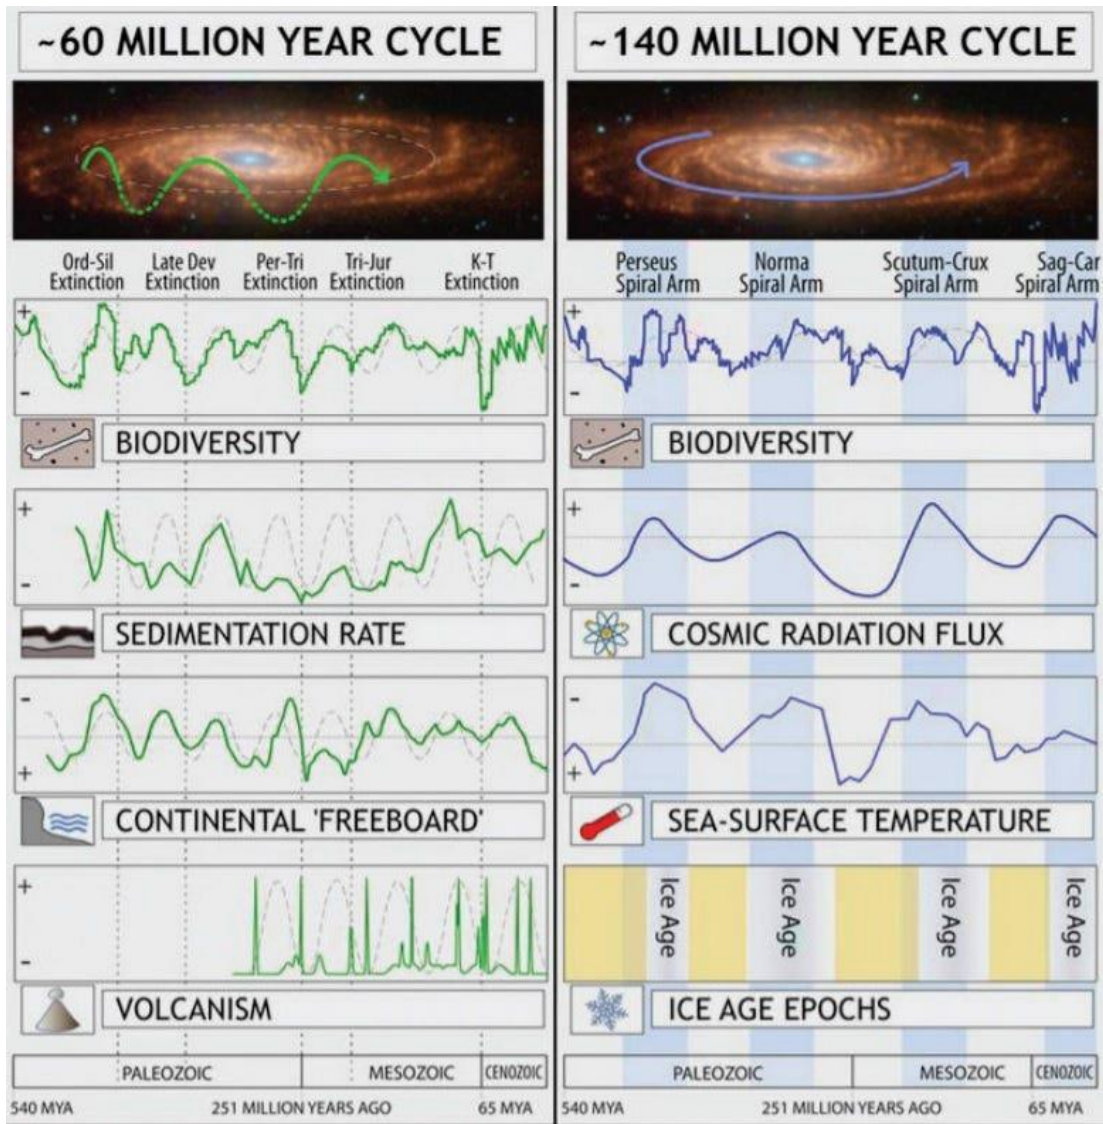 ~60 MILLION YEAR CYCLE
Ord-Sil
Extinction
Late Dev
Extinction
Per-Tri
Extinction
Tri-Jur
Extinction
K-T
Extinction
+
-
BIODIVERSITY
+
-
SEDIMENTATION RATE
-
+
CONTINENTAL 'FREEBOARD'
+
-
VOLCANISM
PALEOZOIC
MESOZOIC
CENOZOIC
540 MYA
251 MILLION YEARS AGO
65 MYA
~140 MILLION YEAR CYCLE
Perseus
Spiral Arm
Norma
Spiral Arm
Scutum-Crux
Spiral Arm
Sag-Car
Spiral Arm
+
-
BIODIVERSITY
+
-
COSMIC RADIATION FLUX
-
+
SEA-SURFACE TEMPERATURE
Ice Age
Ice Age
Ice Age
Ice Age
ICE AGE EPOCHS
PALEOZOIC
MESOZOIC
CENOZOIC
540 MYA
251 MILLION YEARS AGO
65 MYA